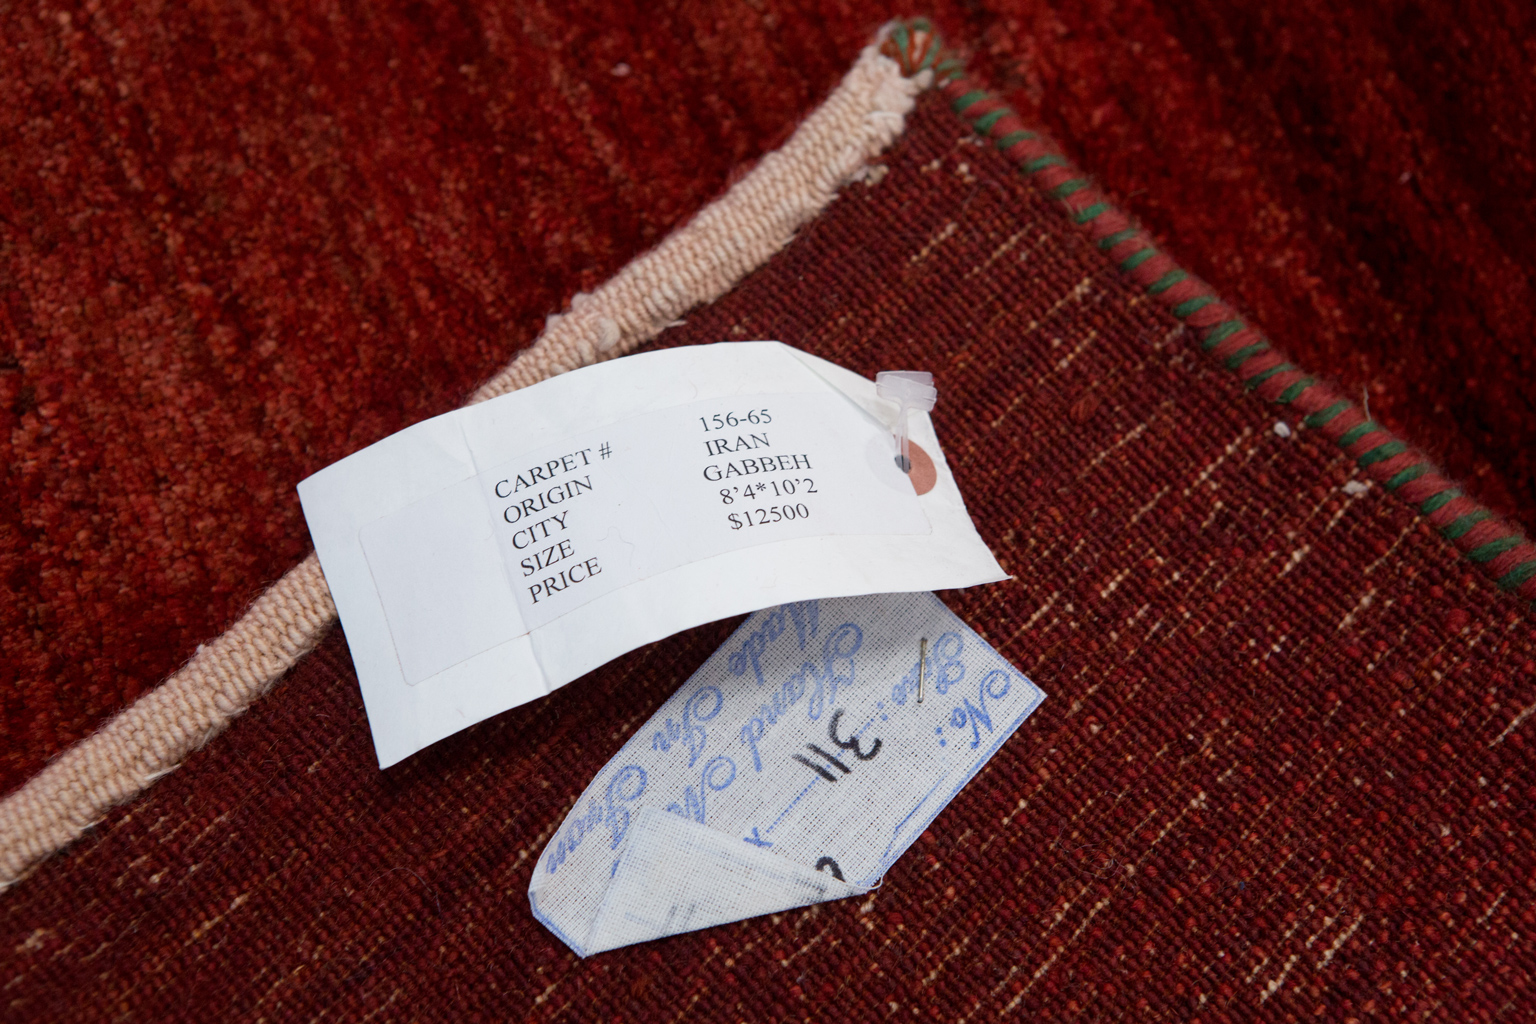 CARPET # 156-65
ORIGIN IRAN
CITY GABBEH
SIZE 8’4*10’2
PRICE $12500
No:
Size: 311 x
Hand
Made In
Iran